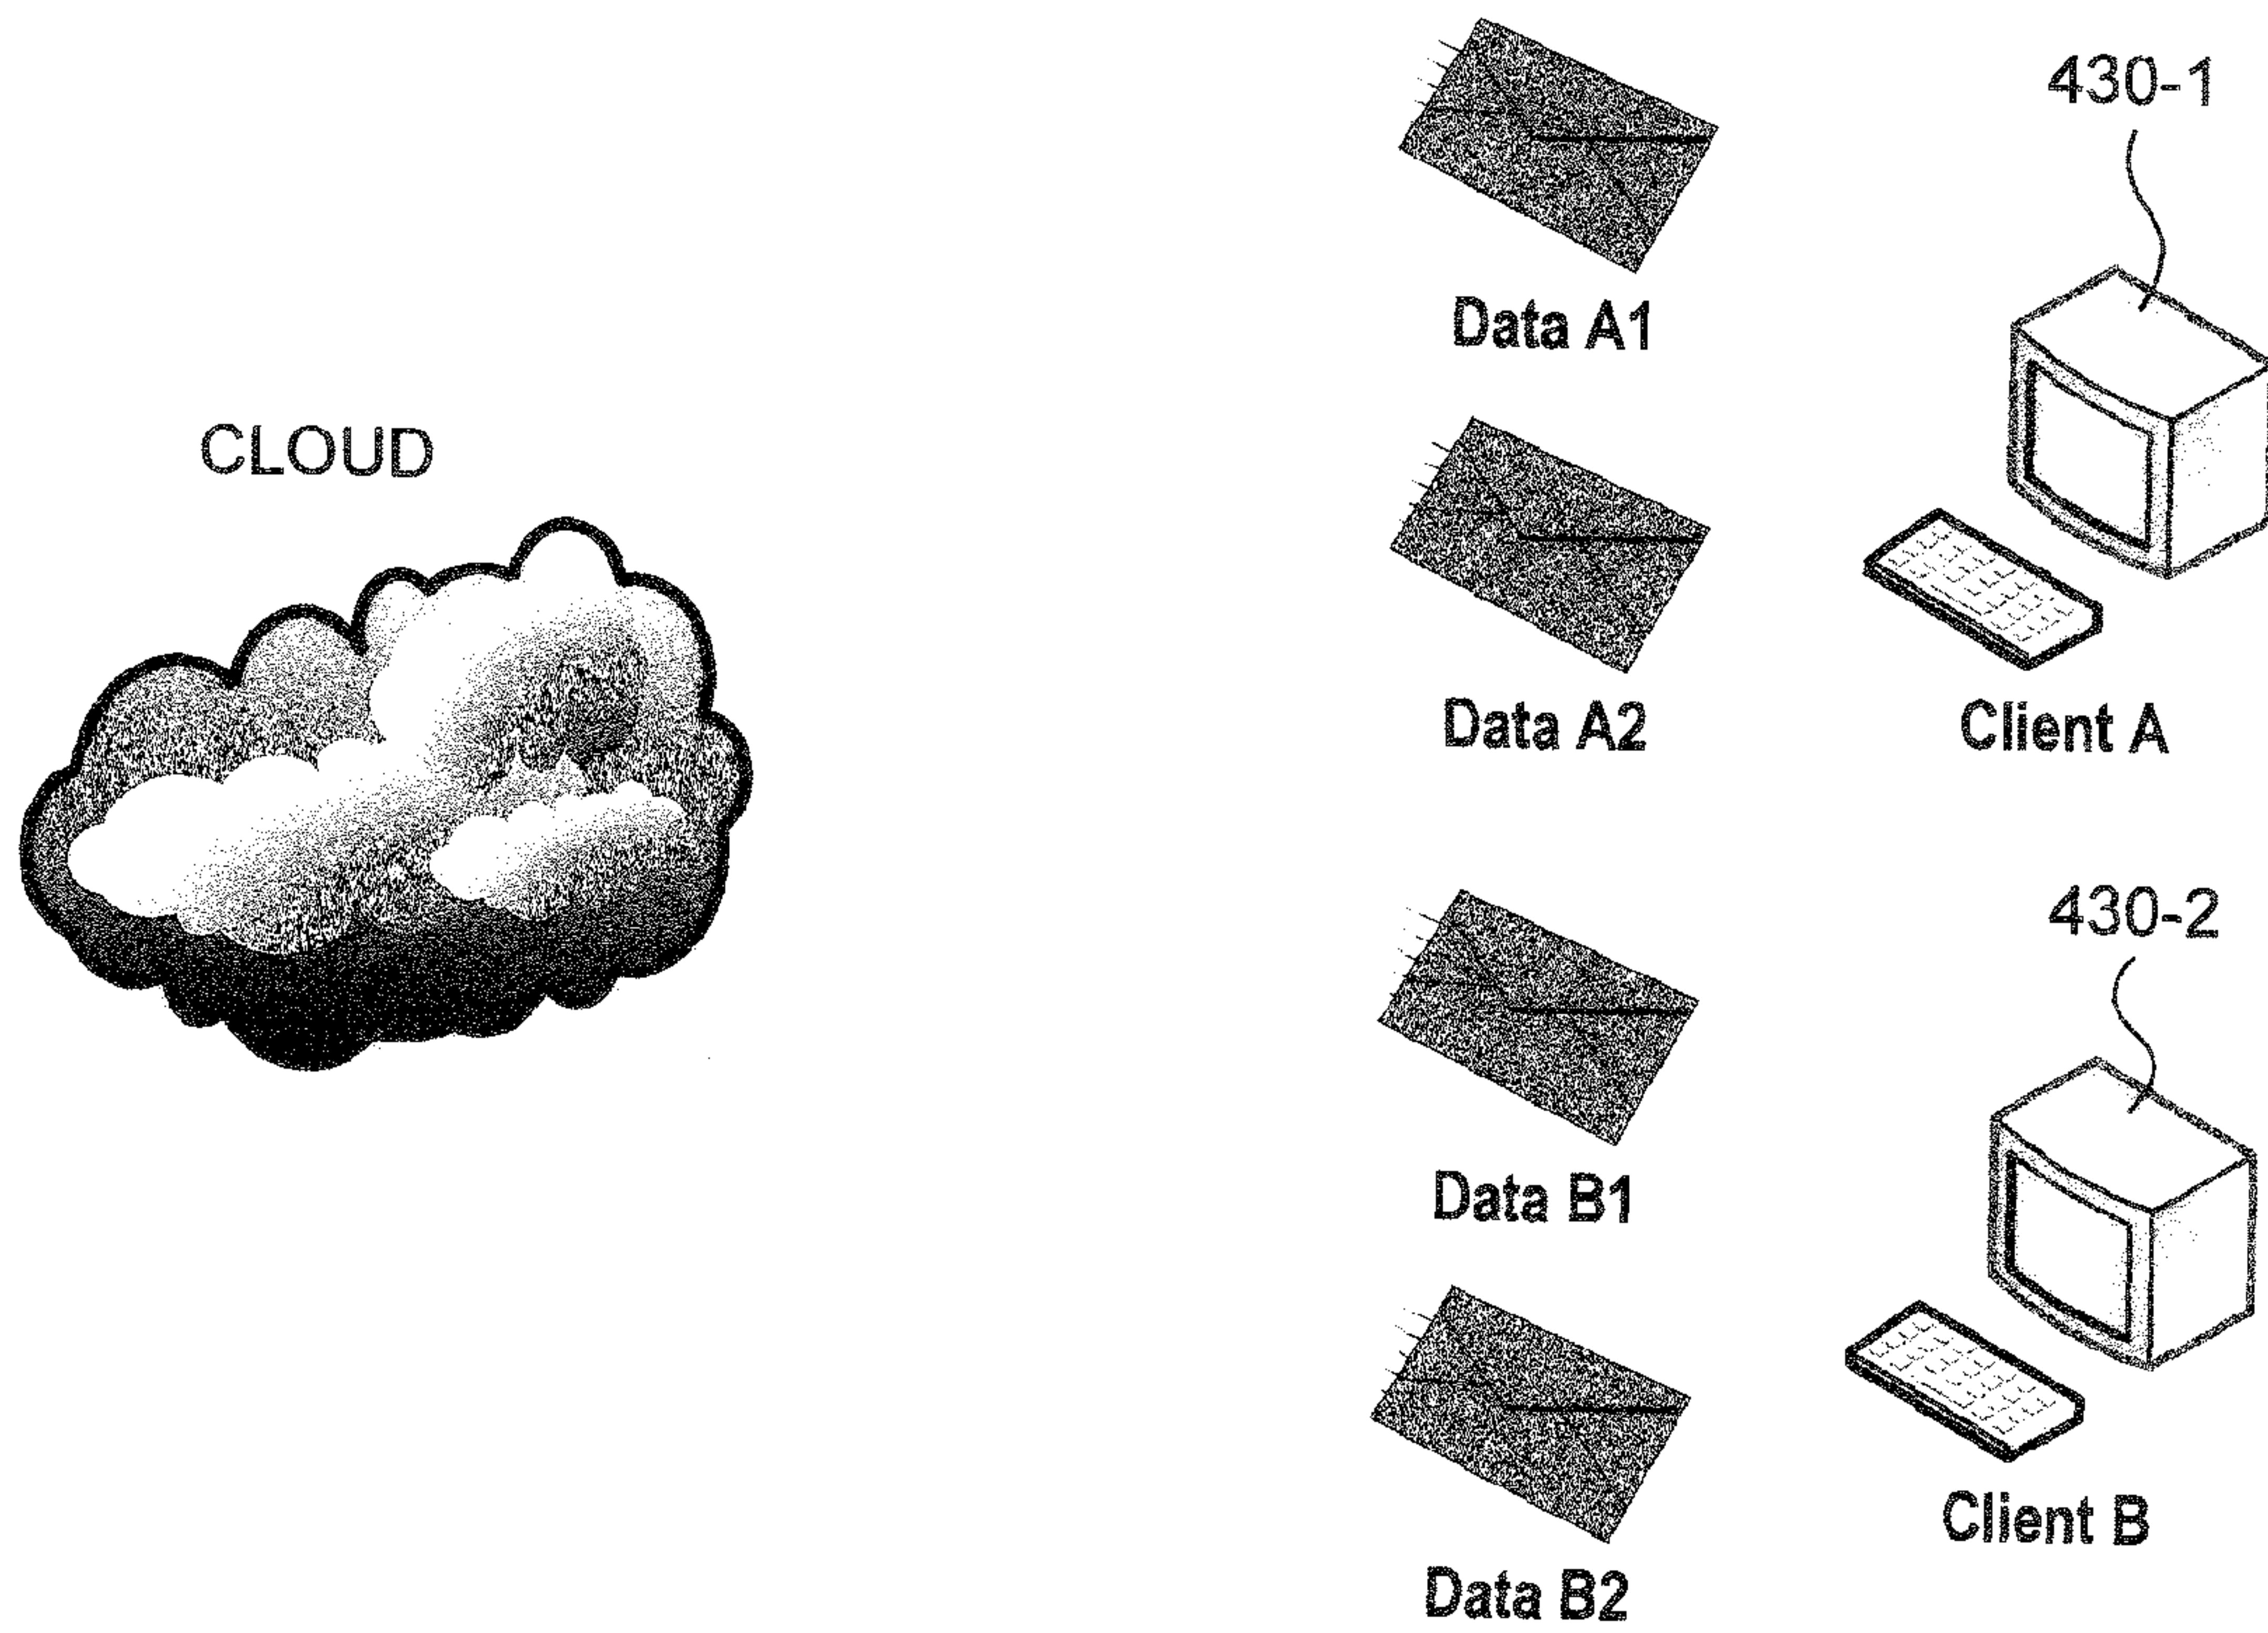 430-1
Data A1
CLOUD
Data A2
Client A
430-2
Data B1
Client B
Data B2